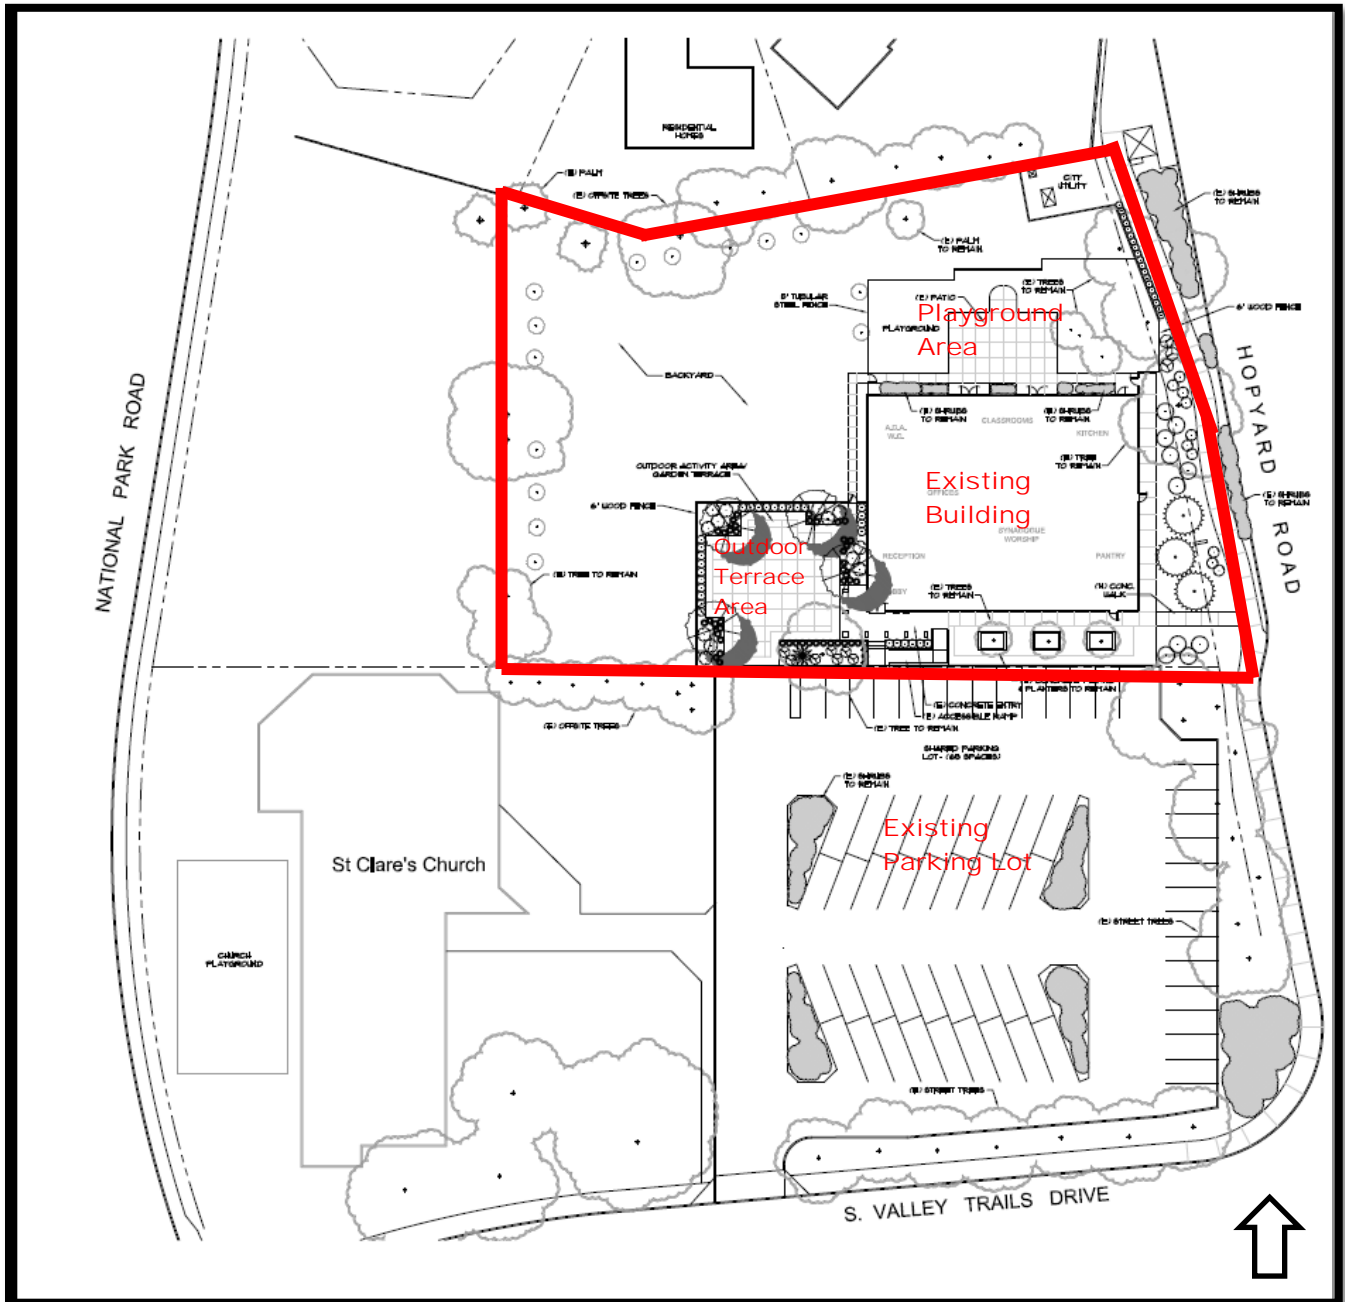 RESIDENTIAL
HOMES
(E) PALM
(E) OFFSITE TREES
CITY
UTILITY
(E) SHRUBS
TO REMAIN
(E) PALM
TO REMAIN
(E) TREES
TO REMAIN
5' TUBULAR
STEEL FENCE
(E) PATIO
6' WOOD FENCE
Playground
Area
PLAYGROUND
BACKYARD
NATIONAL PARK ROAD
HOPYARD ROAD
(E) SHRUBS
TO REMAIN
(E) SHRUBS
TO REMAIN
A.D.A.
W.C.
CLASSROOMS
KITCHEN
(E) TREE
TO REMAIN
OUTDOOR ACTIVITY AREA/
GARDEN TERRACE
Existing
Building
OFFICES
6' WOOD FENCE
(E) SHRUBS
TO REMAIN
SYNAGOGUE
WORSHIP
Outdoor
Terrace
Area
RECEPTION
PANTRY
(E) TREE TO REMAIN
LOBBY
(E) TREES
TO REMAIN
(N) CONC.
WALK
PLANTERS TO REMAIN
(E) CONCRETE ENTRY
(E) ACCESSIBLE RAMP
(E) OFFSITE TREES
(E) TREE TO REMAIN
SHARED PARKING
LOT - (68 SPACES)
(E) SHRUBS
TO REMAIN
Existing
Parking Lot
St Clare's Church
(E) STREET TREES
CHURCH
PLAYGROUND
(E) STREET TREES
S. VALLEY TRAILS DRIVE